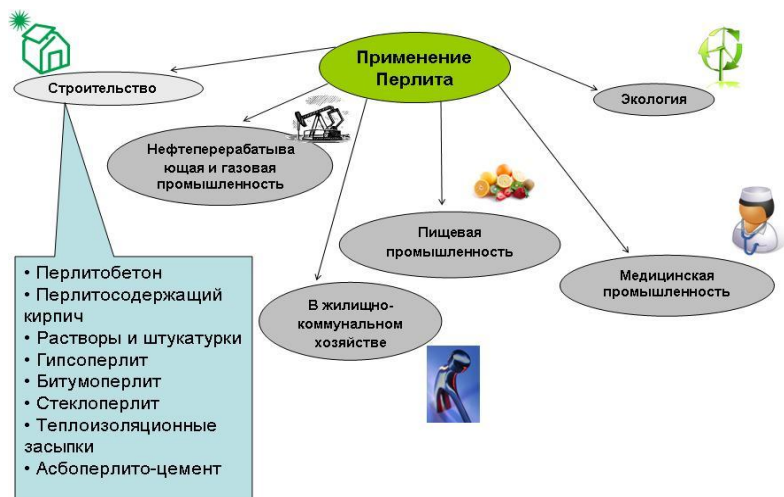 Применение
Перлита
Строительство
Экология
Нефтеперерабатыва
ющая и газовая
промышленность
Пищевая
промышленность
Медицинская
промышленность
В жилищно-
коммунальном
хозяйстве
• Перлитобетон
• Перлитосодержащий
кирпич
• Растворы и штукатурки
• Гипсоперлит
• Битумоперлит
• Стеклоперлит
• Теплоизоляционные
засыпки
• Асбоперлито-цемент